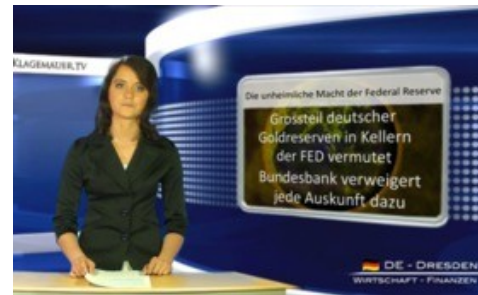 KLAGEMAUER.TV
Die unheimliche Macht der Federal Reserve
Grossteil deutscher
Goldreserven in Kellern
der FED vermutet
Bundesbank verweigert
jede Auskunft dazu
DE - DRESDEN
WIRTSCHAFT - FINANZEN